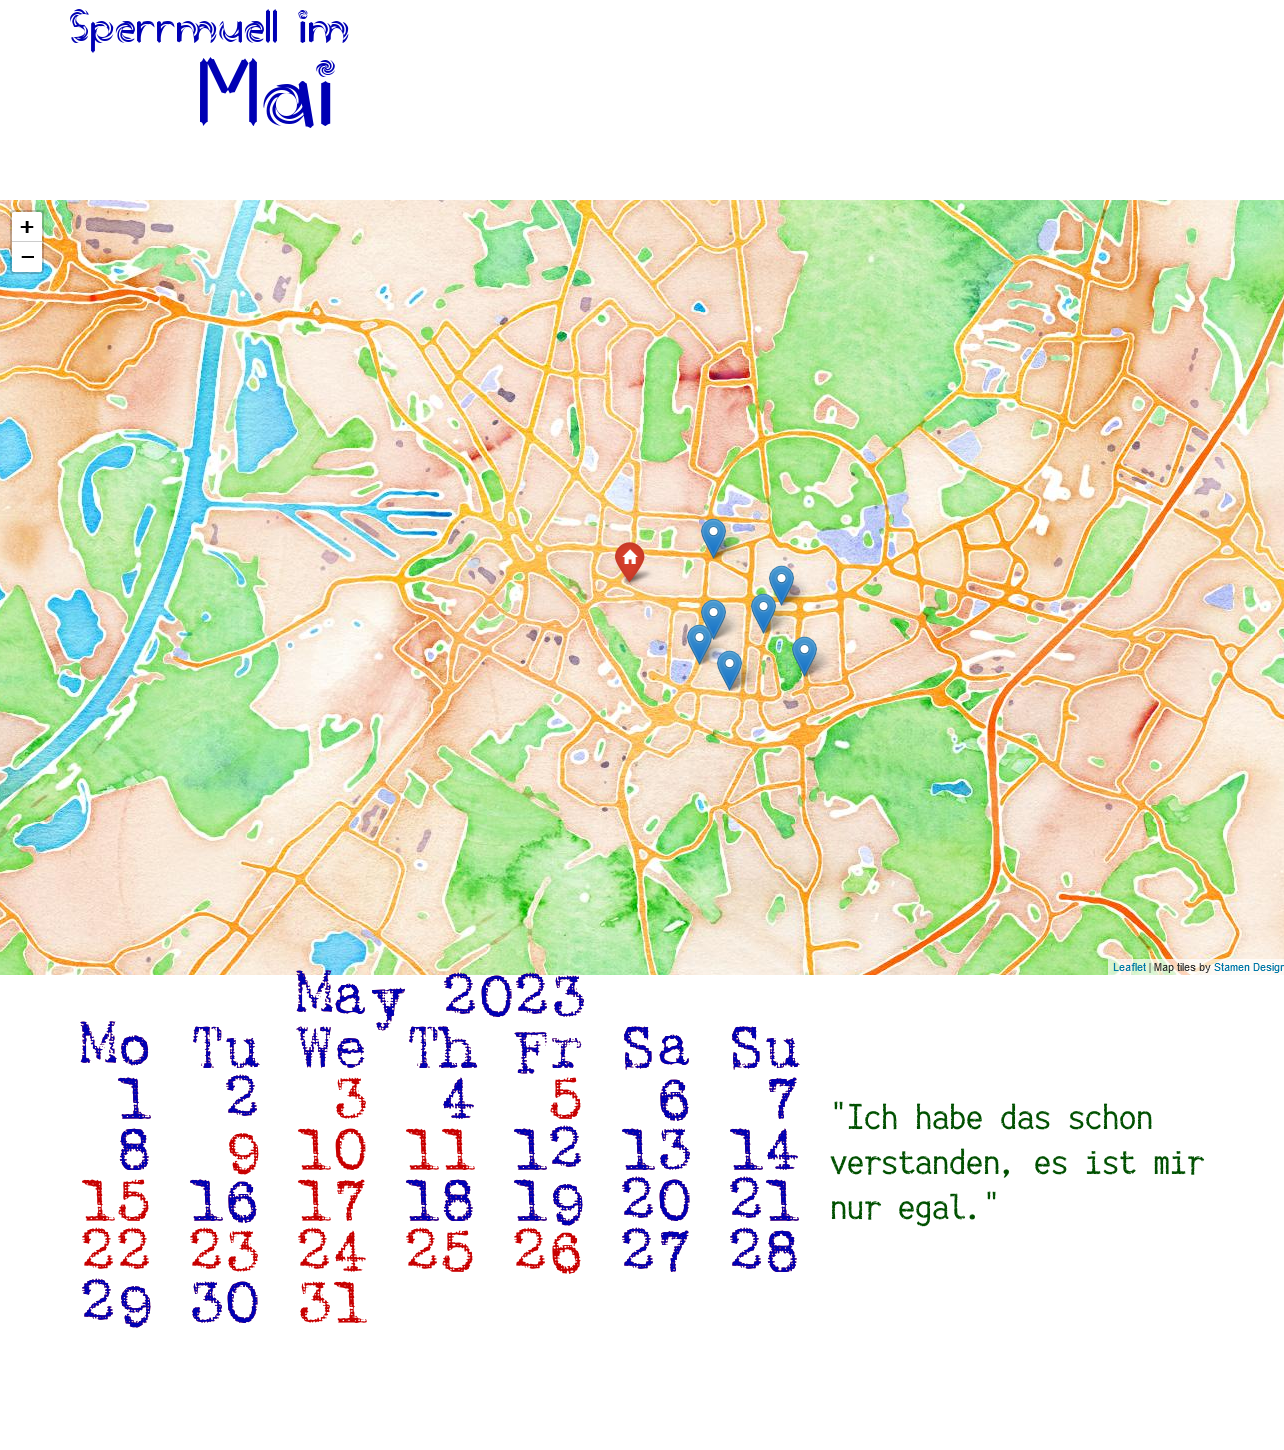 Sperrmuell im
Mai
+
−
Leaflet | Map tiles by Stamen Design
May 2023
Mo Tu We Th Fr Sa Su
1 2 3 4 5 6 7
8 9 10 11 12 13 14
15 16 17 18 19 20 21
22 23 24 25 26 27 28
29 30 31
"Ich habe das schon
verstanden, es ist mir
nur egal."